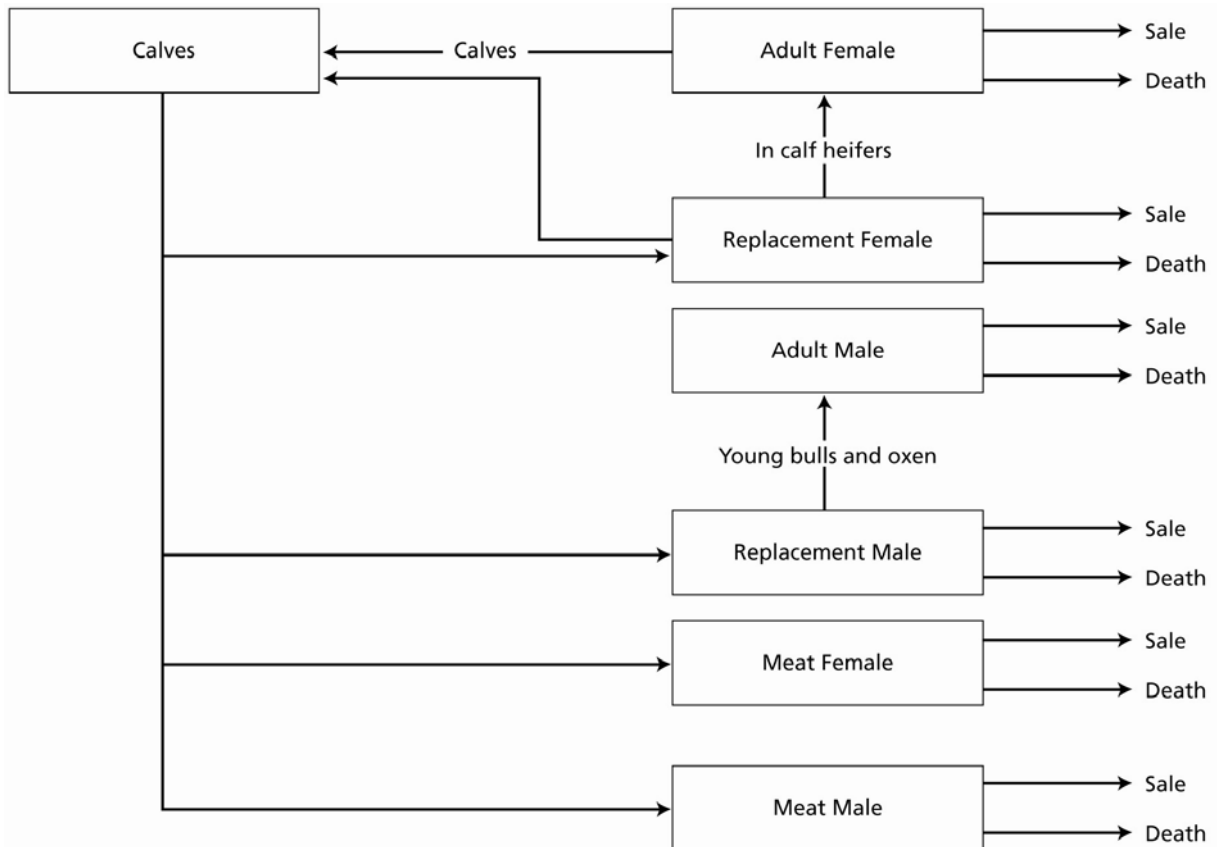 Calves
Calves
Adult Female
Sale
Death
In calf heifers
Replacement Female
Sale
Death
Adult Male
Sale
Death
Young bulls and oxen
Replacement Male
Sale
Death
Meat Female
Sale
Death
Meat Male
Sale
Death